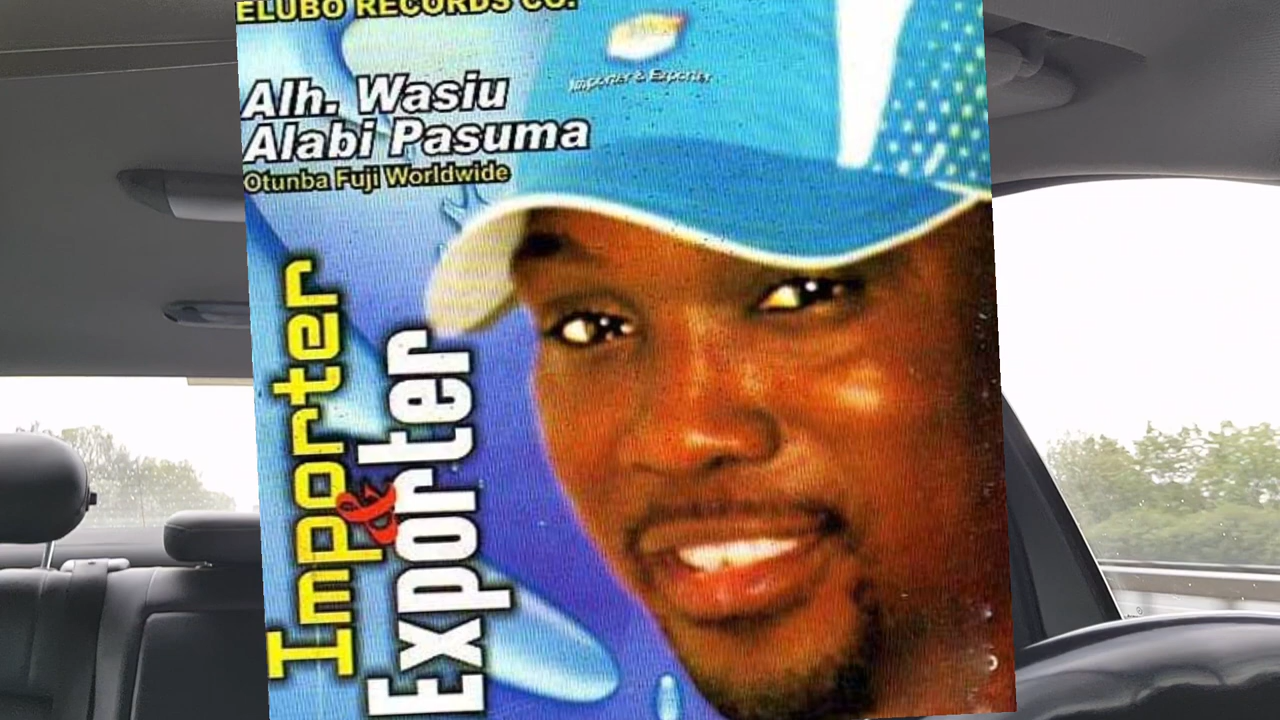 ELUBO RECORDS CO.
Importer & Exporter
Alh. Wasiu
Alabi Pasuma
Otunba Fuji Worldwide
Importer
&
Exporter